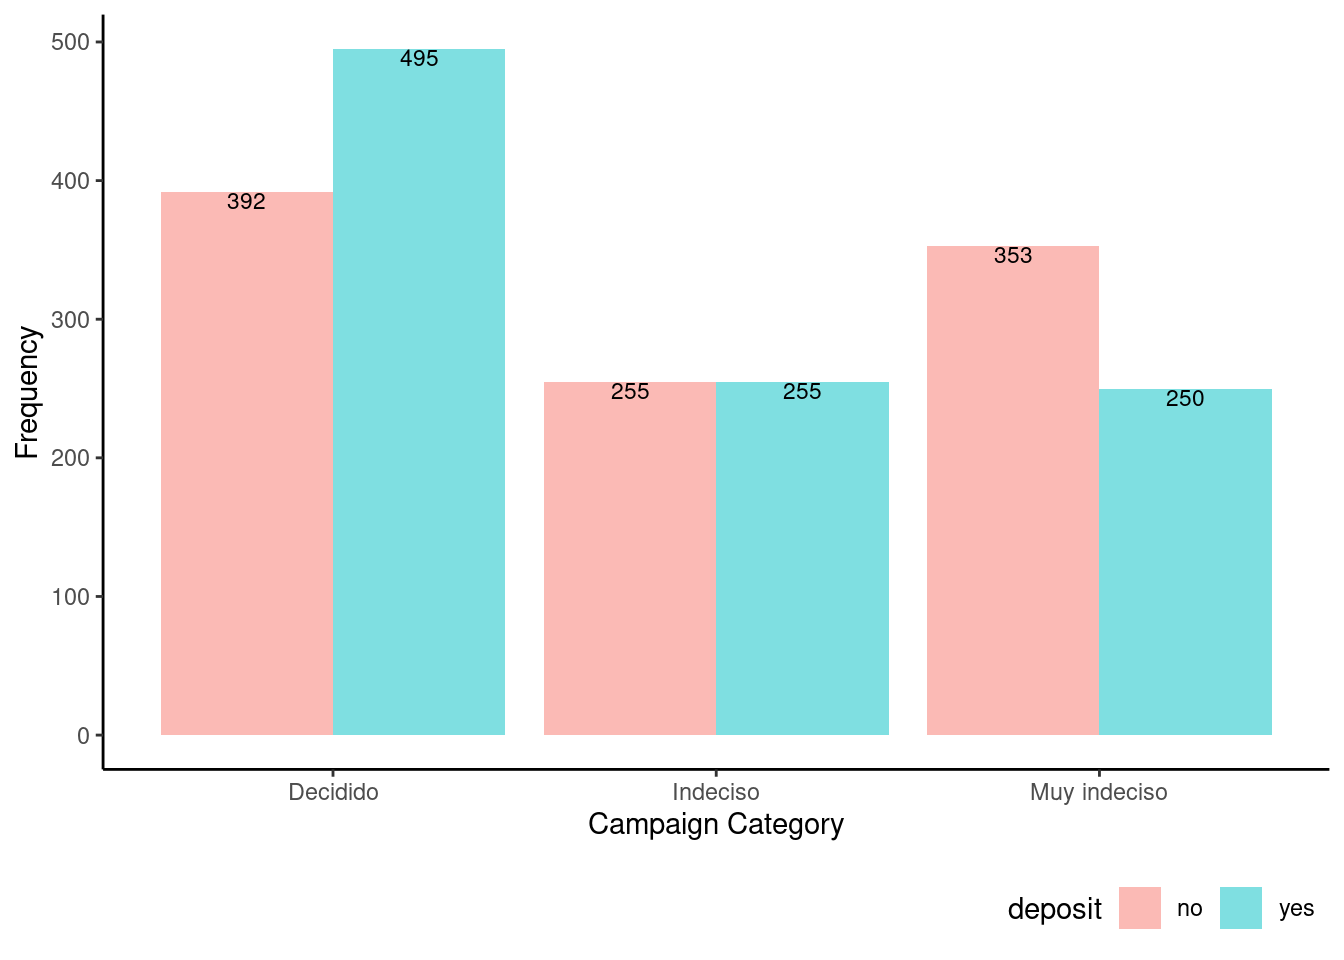 500
400
300
200
100
0
Frequency
392
495
255
255
353
250
Decidido
Indeciso
Muy indeciso
Campaign Category
deposit no yes